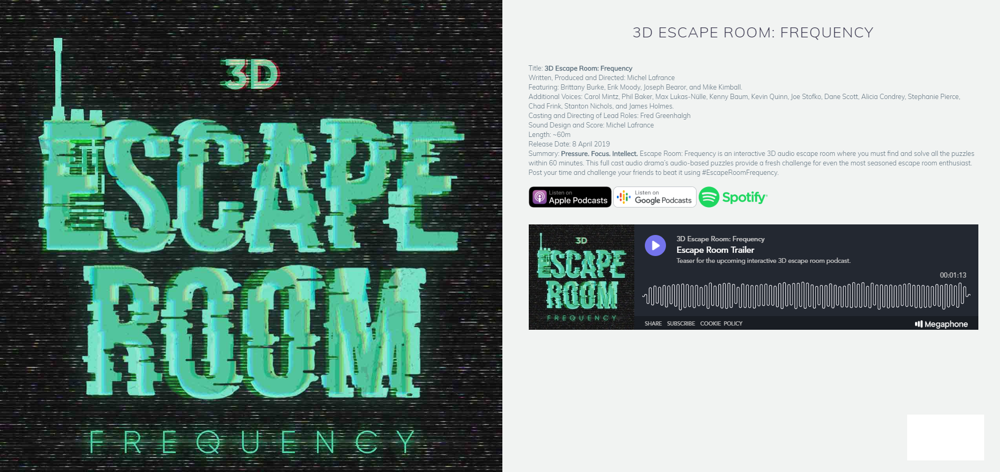 3D
ESCAPE
ROOM
FREQUENCY
3D ESCAPE ROOM: FREQUENCY
Title: 3D Escape Room: Frequency
Written, Produced and Directed: Michel Lafrance
Featuring: Brittany Burke, Erik Moody, Joseph Bearor, and Mike Kimball.
Additional Voices: Carol Mintz, Phil Baker, Max Lukas-Nülle, Kenny Baum, Kevin Quinn, Joe Stofko, Dane Scott, Alicia Condrey, Stephanie Pierce,
Chad Frink, Stanton Nichols, and James Holmes.
Casting and Directing of Lead Roles: Fred Greenhalgh
Sound Design and Score: Michel Lafrance
Length: ~60m
Release Date: 8 April 2019
Summary: Pressure. Focus. Intellect. Escape Room: Frequency is an interactive 3D audio escape room where you must find and solve all the puzzles
within 60 minutes. This full cast audio drama's audio-based puzzles provide a fresh challenge for even the most seasoned escape room enthusiast.
Post your time and challenge your friends to beat it using #EscapeRoomFrequency.
Listen on
Apple Podcasts
Listen on
Google Podcasts
Spotify
3D
ESCAPE
ROOM
FREQUENCY
3D Escape Room: Frequency
Escape Room Trailer
Teaser for the upcoming interactive 3D escape room podcast.
00:01:13
SHARE SUBSCRIBE COOKIE POLICY
Megaphone